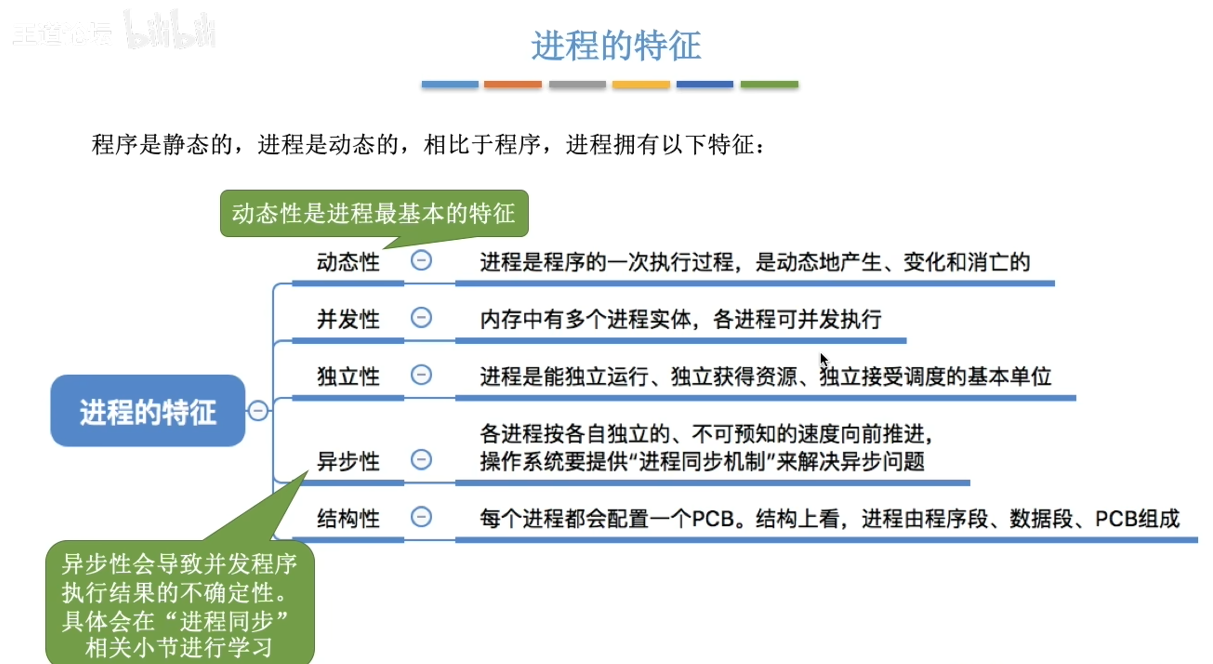 王道论坛 bilibili
进程的特征
程序是静态的，进程是动态的，相比于程序，进程拥有以下特征：
动态性是进程最基本的特征
动态性 进程是程序的一次执行过程，是动态地产生、变化和消亡的
并发性 内存中有多个进程实体，各进程可并发执行
独立性 进程是能独立运行、独立获得资源、独立接受调度的基本单位
进程的特征
各进程按各自独立的、不可预知的速度向前推进，
异步性 操作系统要提供“进程同步机制”来解决异步问题
结构性 每个进程都会配置一个PCB。结构上看，进程由程序段、数据段、PCB组成
异步性会导致并发程序
执行结果的不确定性。
具体会在“进程同步”
相关小节进行学习